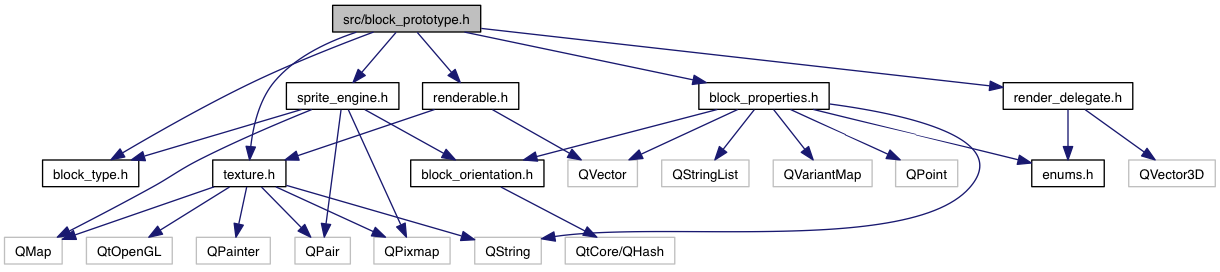 src/block_prototype.h
sprite_engine.h
renderable.h
block_properties.h
render_delegate.h
block_type.h
texture.h
block_orientation.h
QVector
QStringList
QVariantMap
QPoint
enums.h
QVector3D
QMap
QtOpenGL
QPainter
QPair
QPixmap
QString
QtCore/QHash